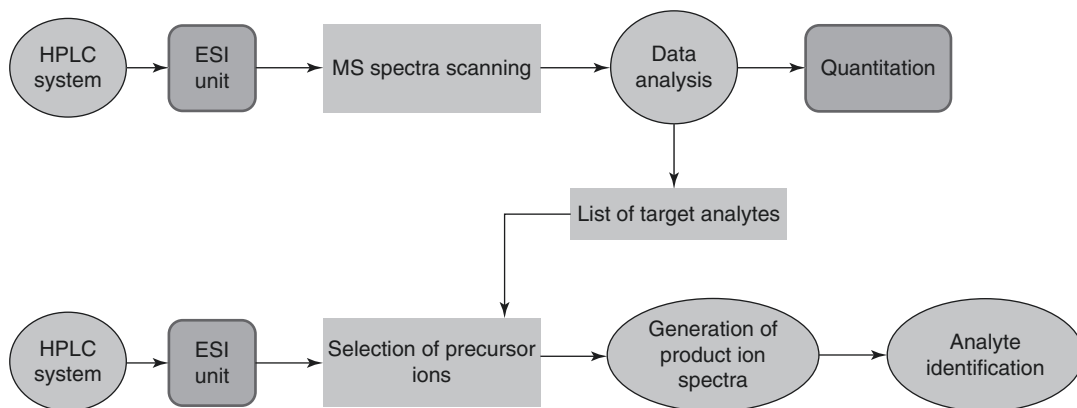 HPLC
system
ESI
unit
MS spectra scanning
Data
analysis
Quantitation
List of target analytes
HPLC
system
ESI
unit
Selection of precursor
ions
Generation of
product ion
spectra
Analyte
identification